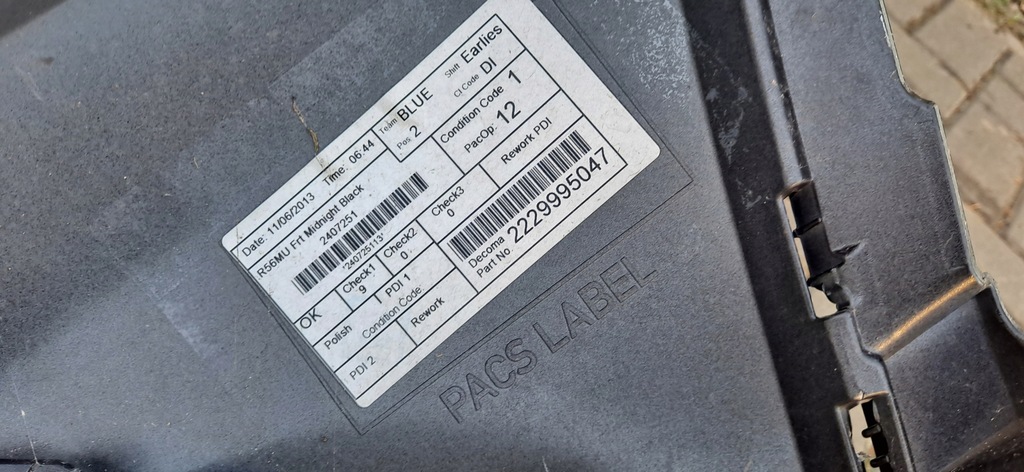 Date: 11/06/2013 Time: 06:44 Team BLUE Shift Earlies
R56MU Frt Midnight Black Pos 2 CI Code DI
2407251 Condition Code 1
*24072513* PacOp: 12
OK Check1 9 Check2 0 Check3 0 Rework PDI
Polish PDI 1
Condition Code:
PDI 2 Rework
Decoma Part No 2229995047
PACS LABEL